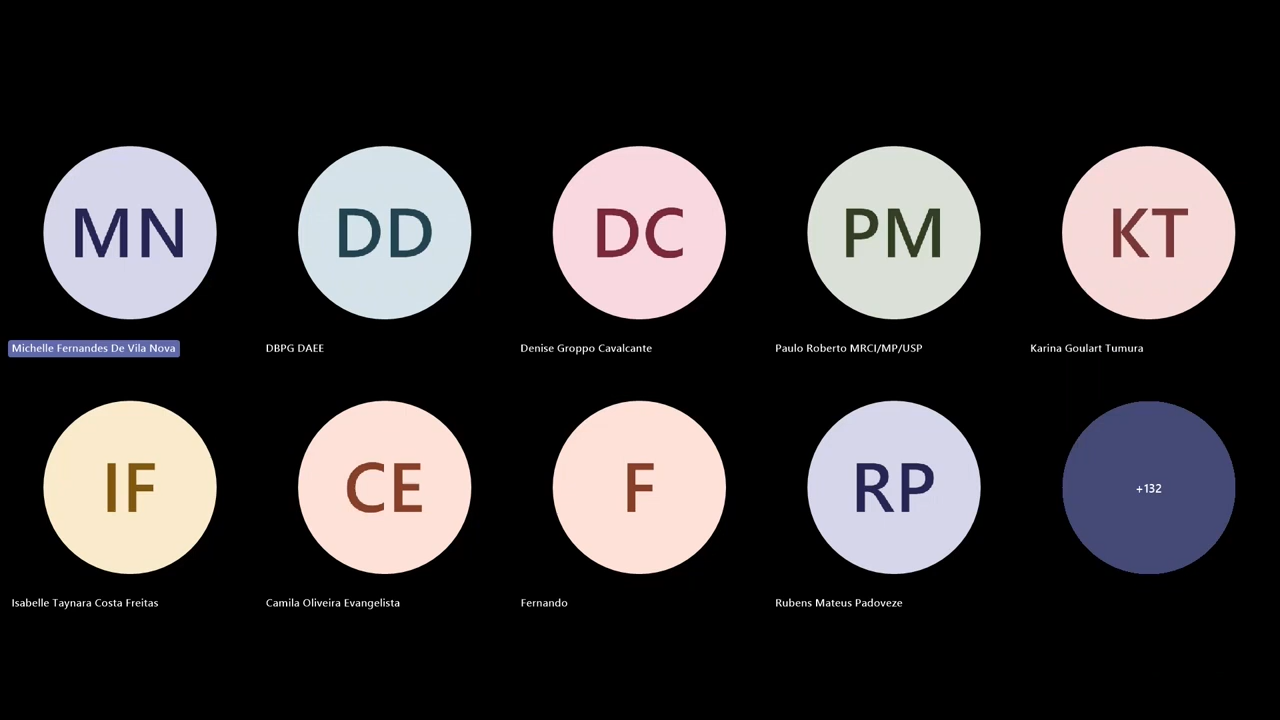 MN
DD
DC
PM
KT
Michelle Fernandes De Vila Nova
DBPG DAEE
Denise Groppo Cavalcante
Paulo Roberto MRCI/MP/USP
Karina Goulart Tumura
IF
CE
F
RP
+132
Isabelle Taynara Costa Freitas
Camila Oliveira Evangelista
Fernando
Rubens Mateus Padoveze